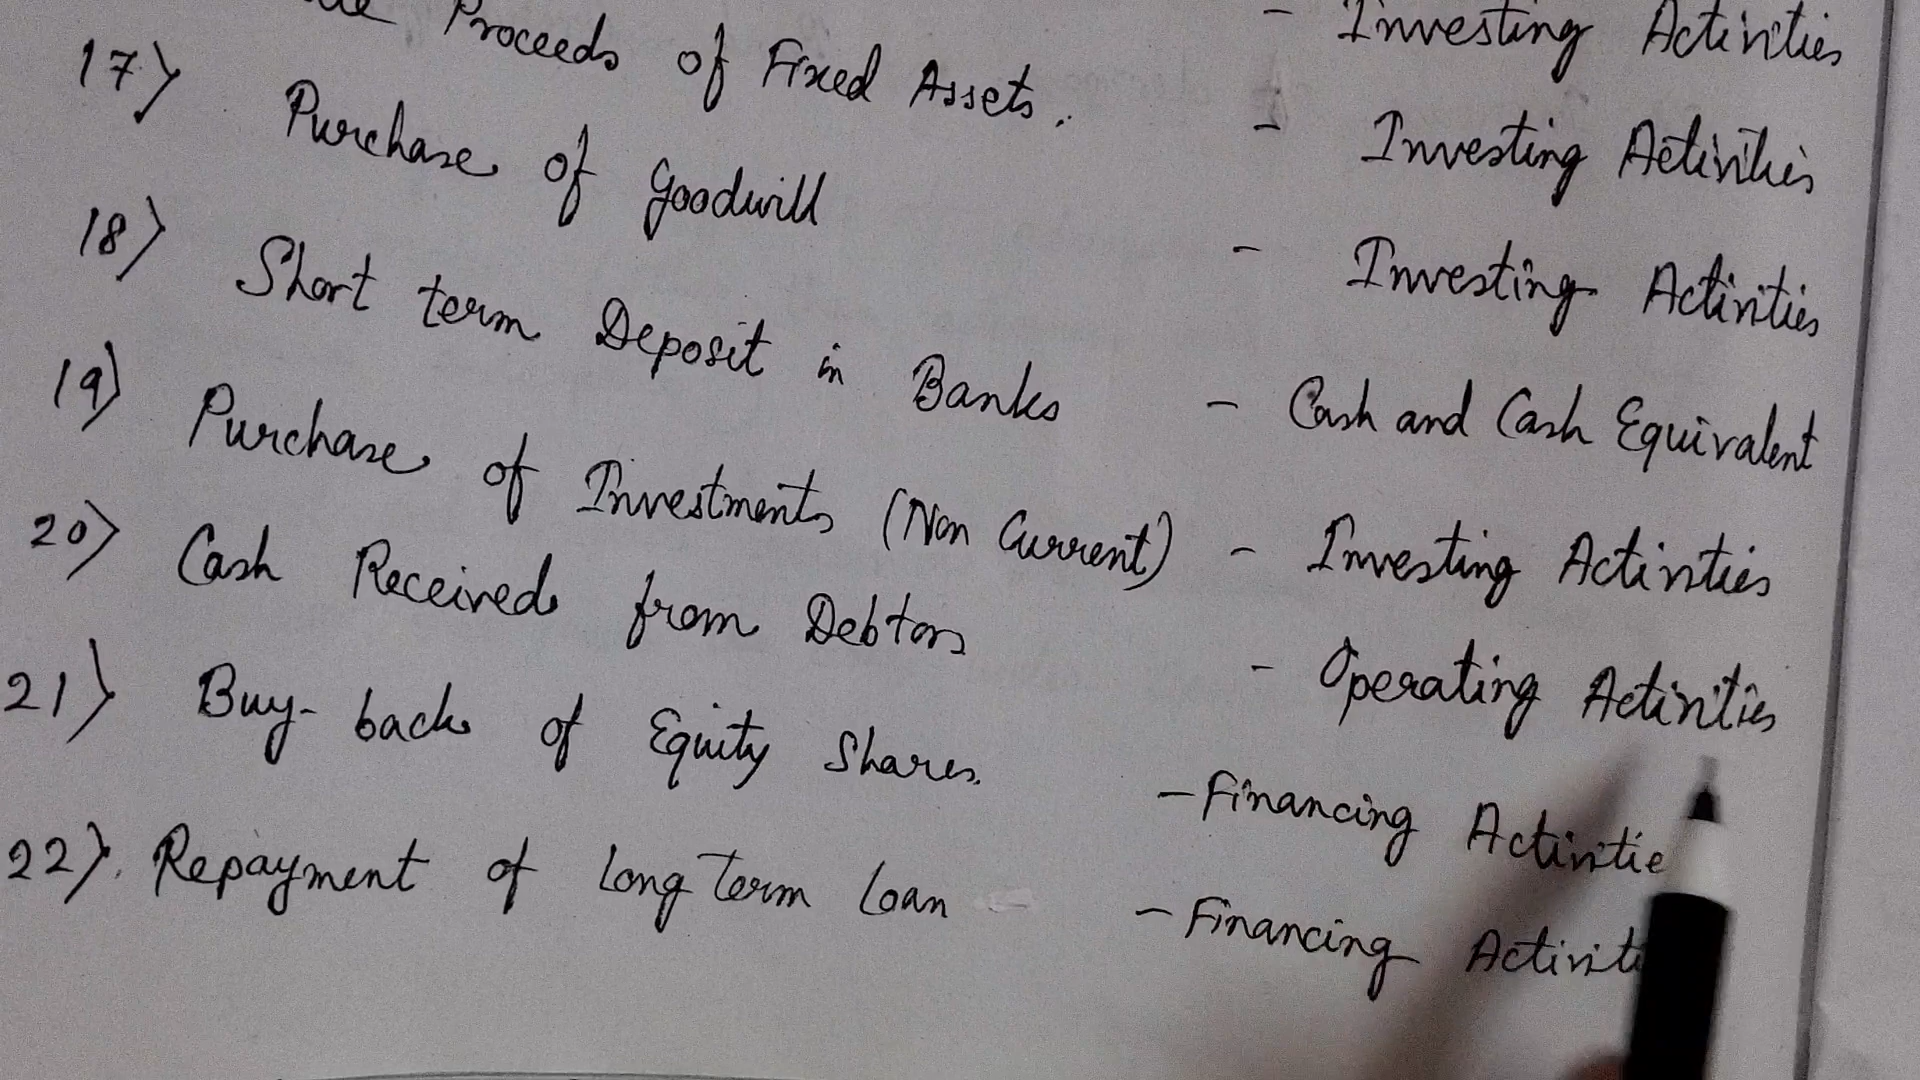 - Investing Activities
Proceeds of Fixed Assets. - Investing Activities
17) Purchase of Goodwill - Investing Activities
18) Short term Deposit in Banks - Cash and Cash Equivalent
19) Purchase of Investments (Non Current) - Investing Activities
20) Cash Received from Debtors - Operating Activities
21) Buy-back of Equity Shares. - Financing Activitie
22). Repayment of Long Term Loan - Financing Activiti